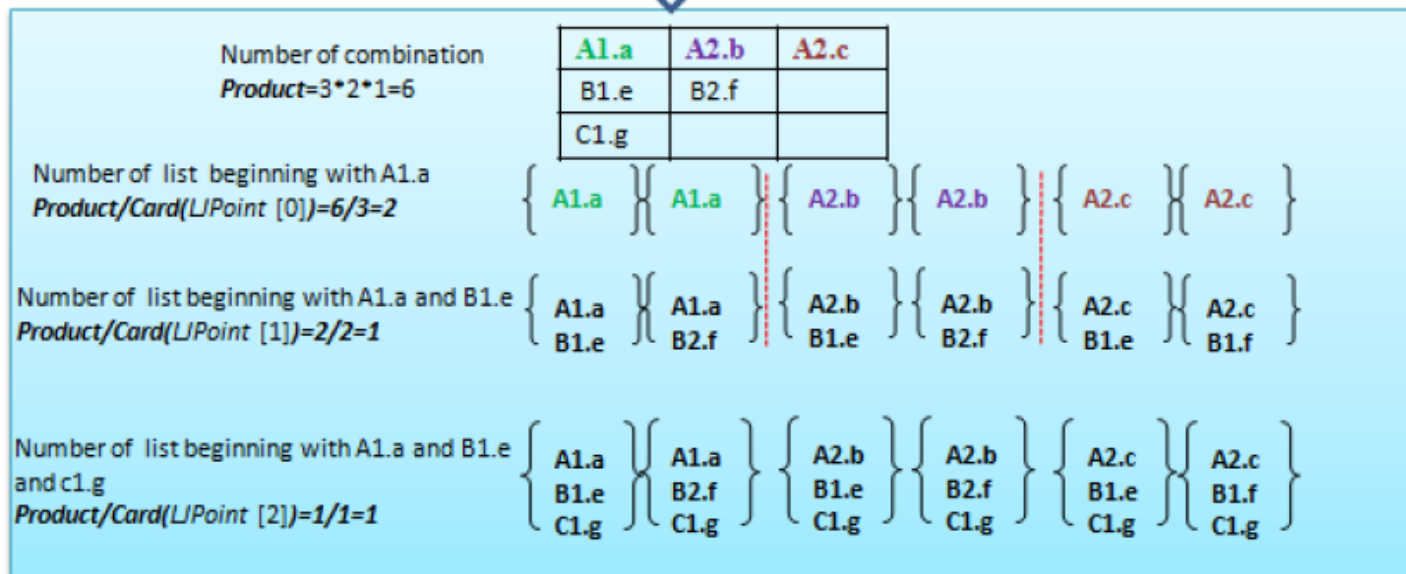 Number of combination
Product=3*2*1=6
A1.a A2.b A2.c
B1.e B2.f
C1.g
Number of list beginning with A1.a
Product/Card(LJPoint [0])=6/3=2
{ A1.a }{ A1.a } { A2.b }{ A2.b } { A2.c }{ A2.c }
Number of list beginning with A1.a and B1.e
Product/Card(LJPoint [1])=2/2=1
A1.a A1.a A2.b A2.b A2.c A2.c
B1.e B2.f B1.e B2.f B1.e B1.f
Number of list beginning with A1.a and B1.e
and c1.g
Product/Card(LJPoint [2])=1/1=1
A1.a A1.a A2.b A2.b A2.c A2.c
B1.e B2.f B1.e B2.f B1.e B1.f
C1.g C1.g C1.g C1.g C1.g C1.g